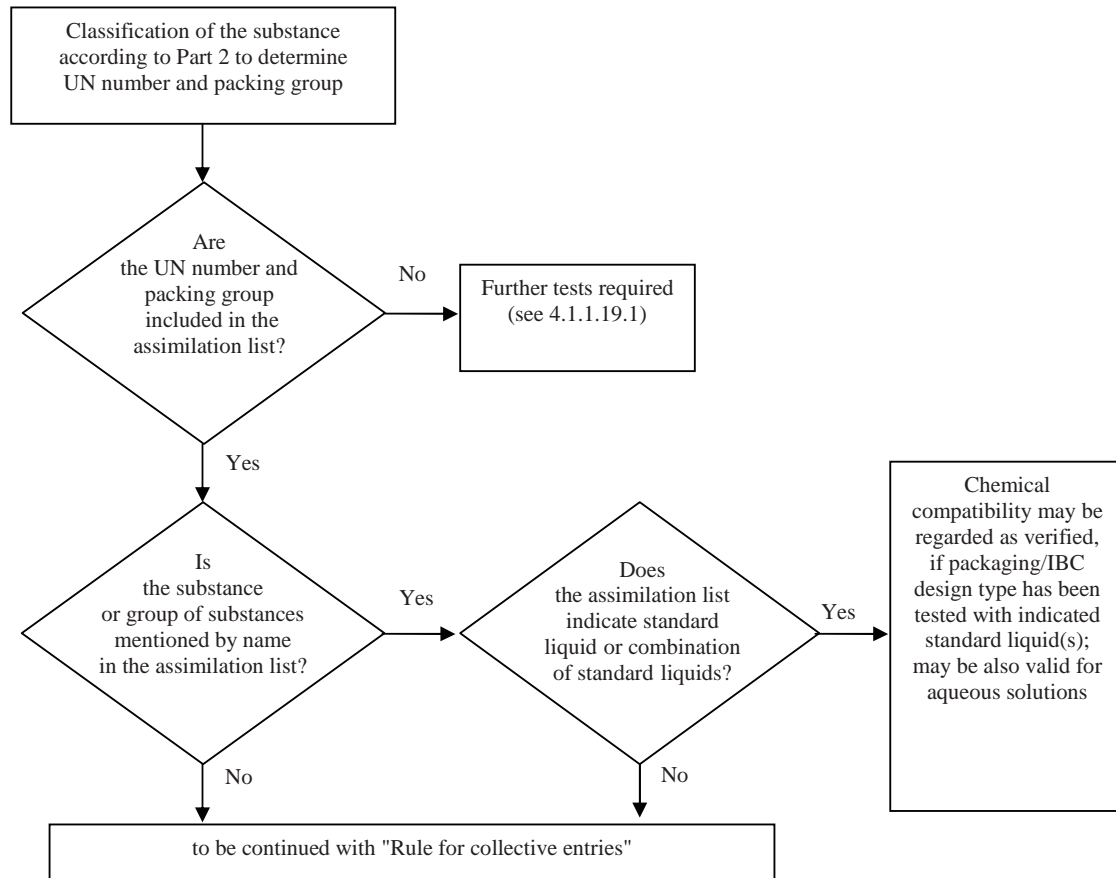 Classification of the substance
according to Part 2 to determine
UN number and packing group
Are
the UN number and
packing group
included in the
assimilation list?
No
Further tests required
(see 4.1.1.19.1)
Yes
Is
the substance
or group of substances
mentioned by name
in the assimilation list?
Yes
Does
the assimilation list
indicate standard
liquid or combination
of standard liquids?
Yes
Chemical
compatibility may be
regarded as verified,
if packaging/IBC
design type has been
tested with indicated
standard liquid(s);
may be also valid for
aqueous solutions
No
No
to be continued with "Rule for collective entries"